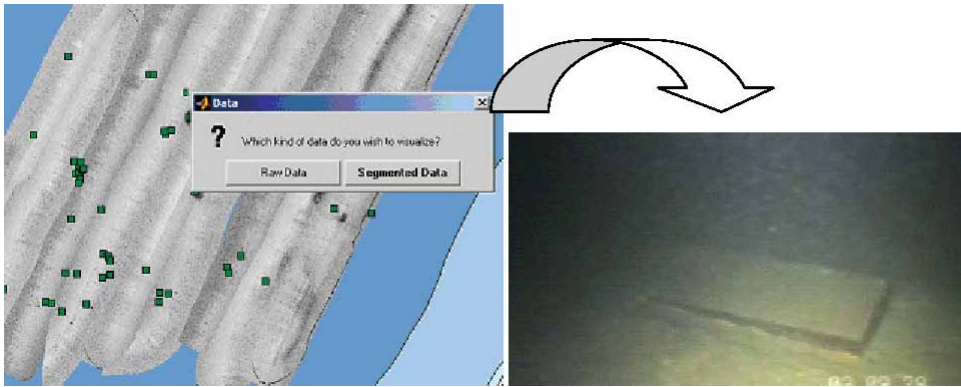 Data
?
Which kind of data do you wish to visualize?
Raw Data
Segmented Data